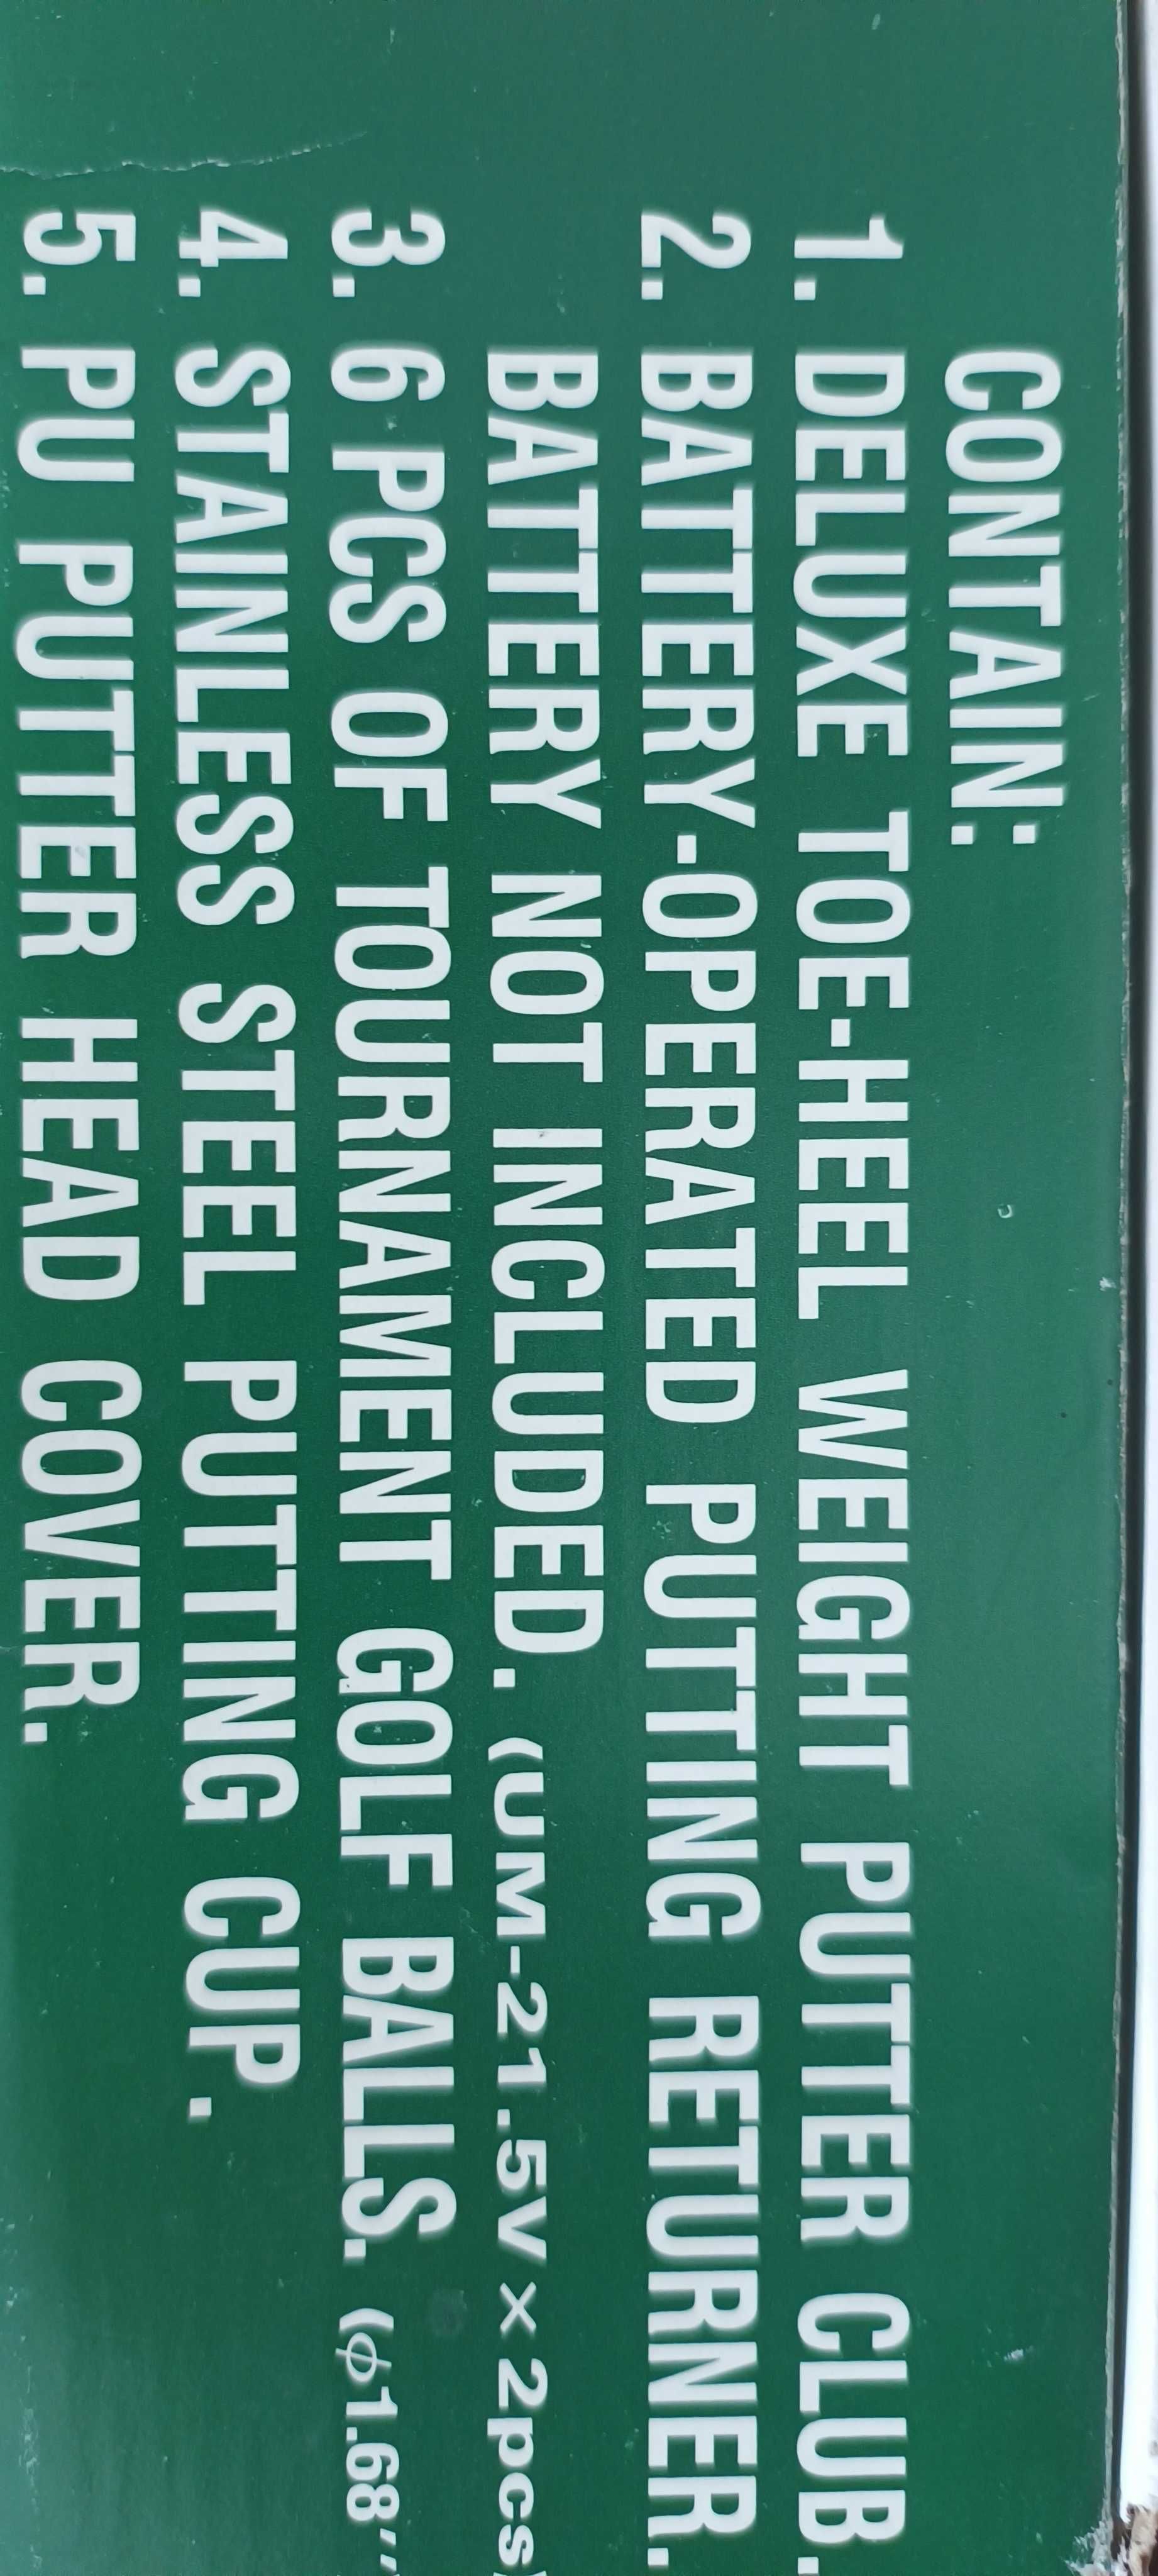 CONTAIN:
1. DELUXE TOE-HEEL WEIGHT PUTTER CLUB.
2. BATTERY-OPERATED PUTTING RETURNER.
BATTERY NOT INCLUDED. (UM-21.5V×2pcs)
3. 6 PCS OF TOURNAMENT GOLF BALLS. (ϕ1.68"
4. STAINLESS STEEL PUTTING CUP.
5. PU PUTTER HEAD COVER.